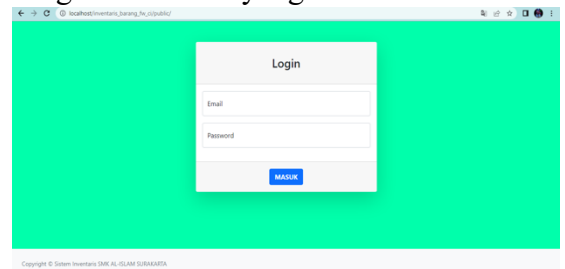 localhost/inventaris_barang_fw_ci/public/
Login
Email
Password
MASUK
Copyright © Sistem Inventaris SMK AL-ISLAM SURAKARTA